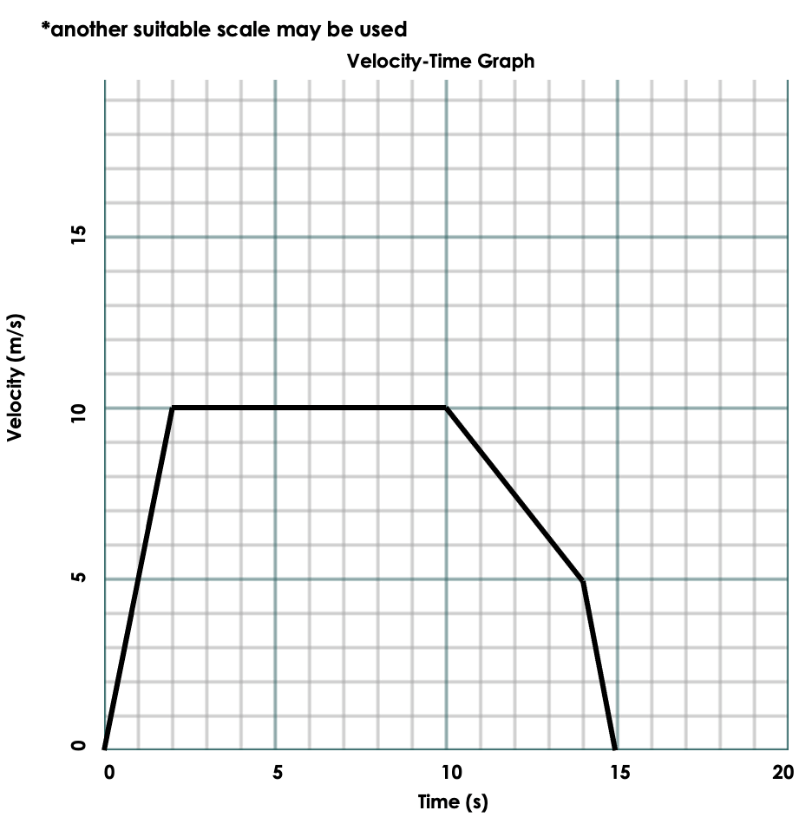 *another suitable scale may be used
Velocity-Time Graph
15
10
5
0
Velocity (m/s)
0 5 10 15 20
Time (s)